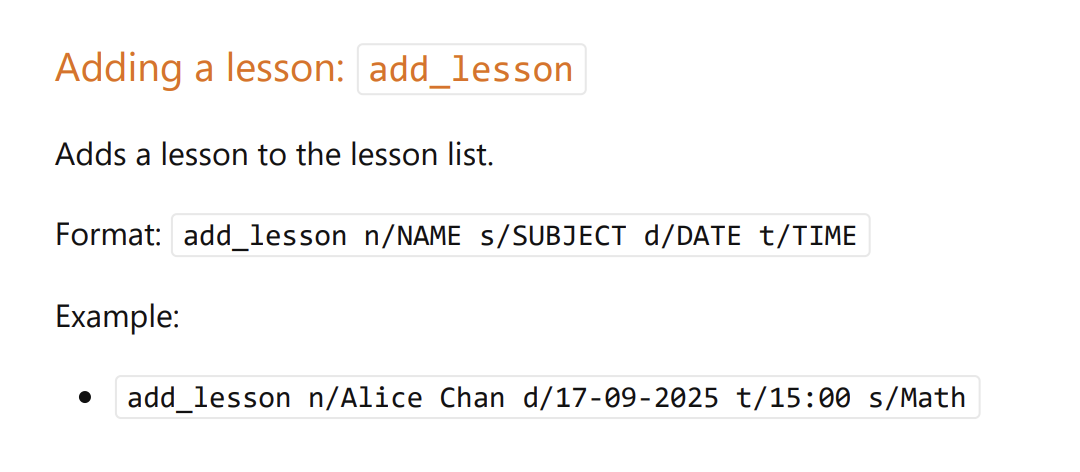 Adding a lesson: add_lesson
Adds a lesson to the lesson list.
Format: add_lesson n/NAME s/SUBJECT d/DATE t/TIME
Example:
• add_lesson n/Alice Chan d/17-09-2025 t/15:00 s/Math